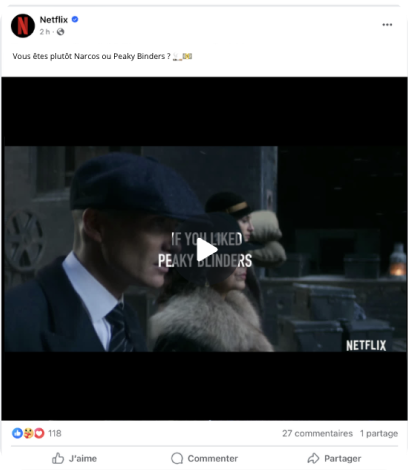 Netflix
2 h ·
Vous êtes plutôt Narcos ou Peaky Binders ?
IF YOU LIKED
PEAKY BLINDERS
NETFLIX
118
27 commentaires 1 partage
J'aime Commenter Partager